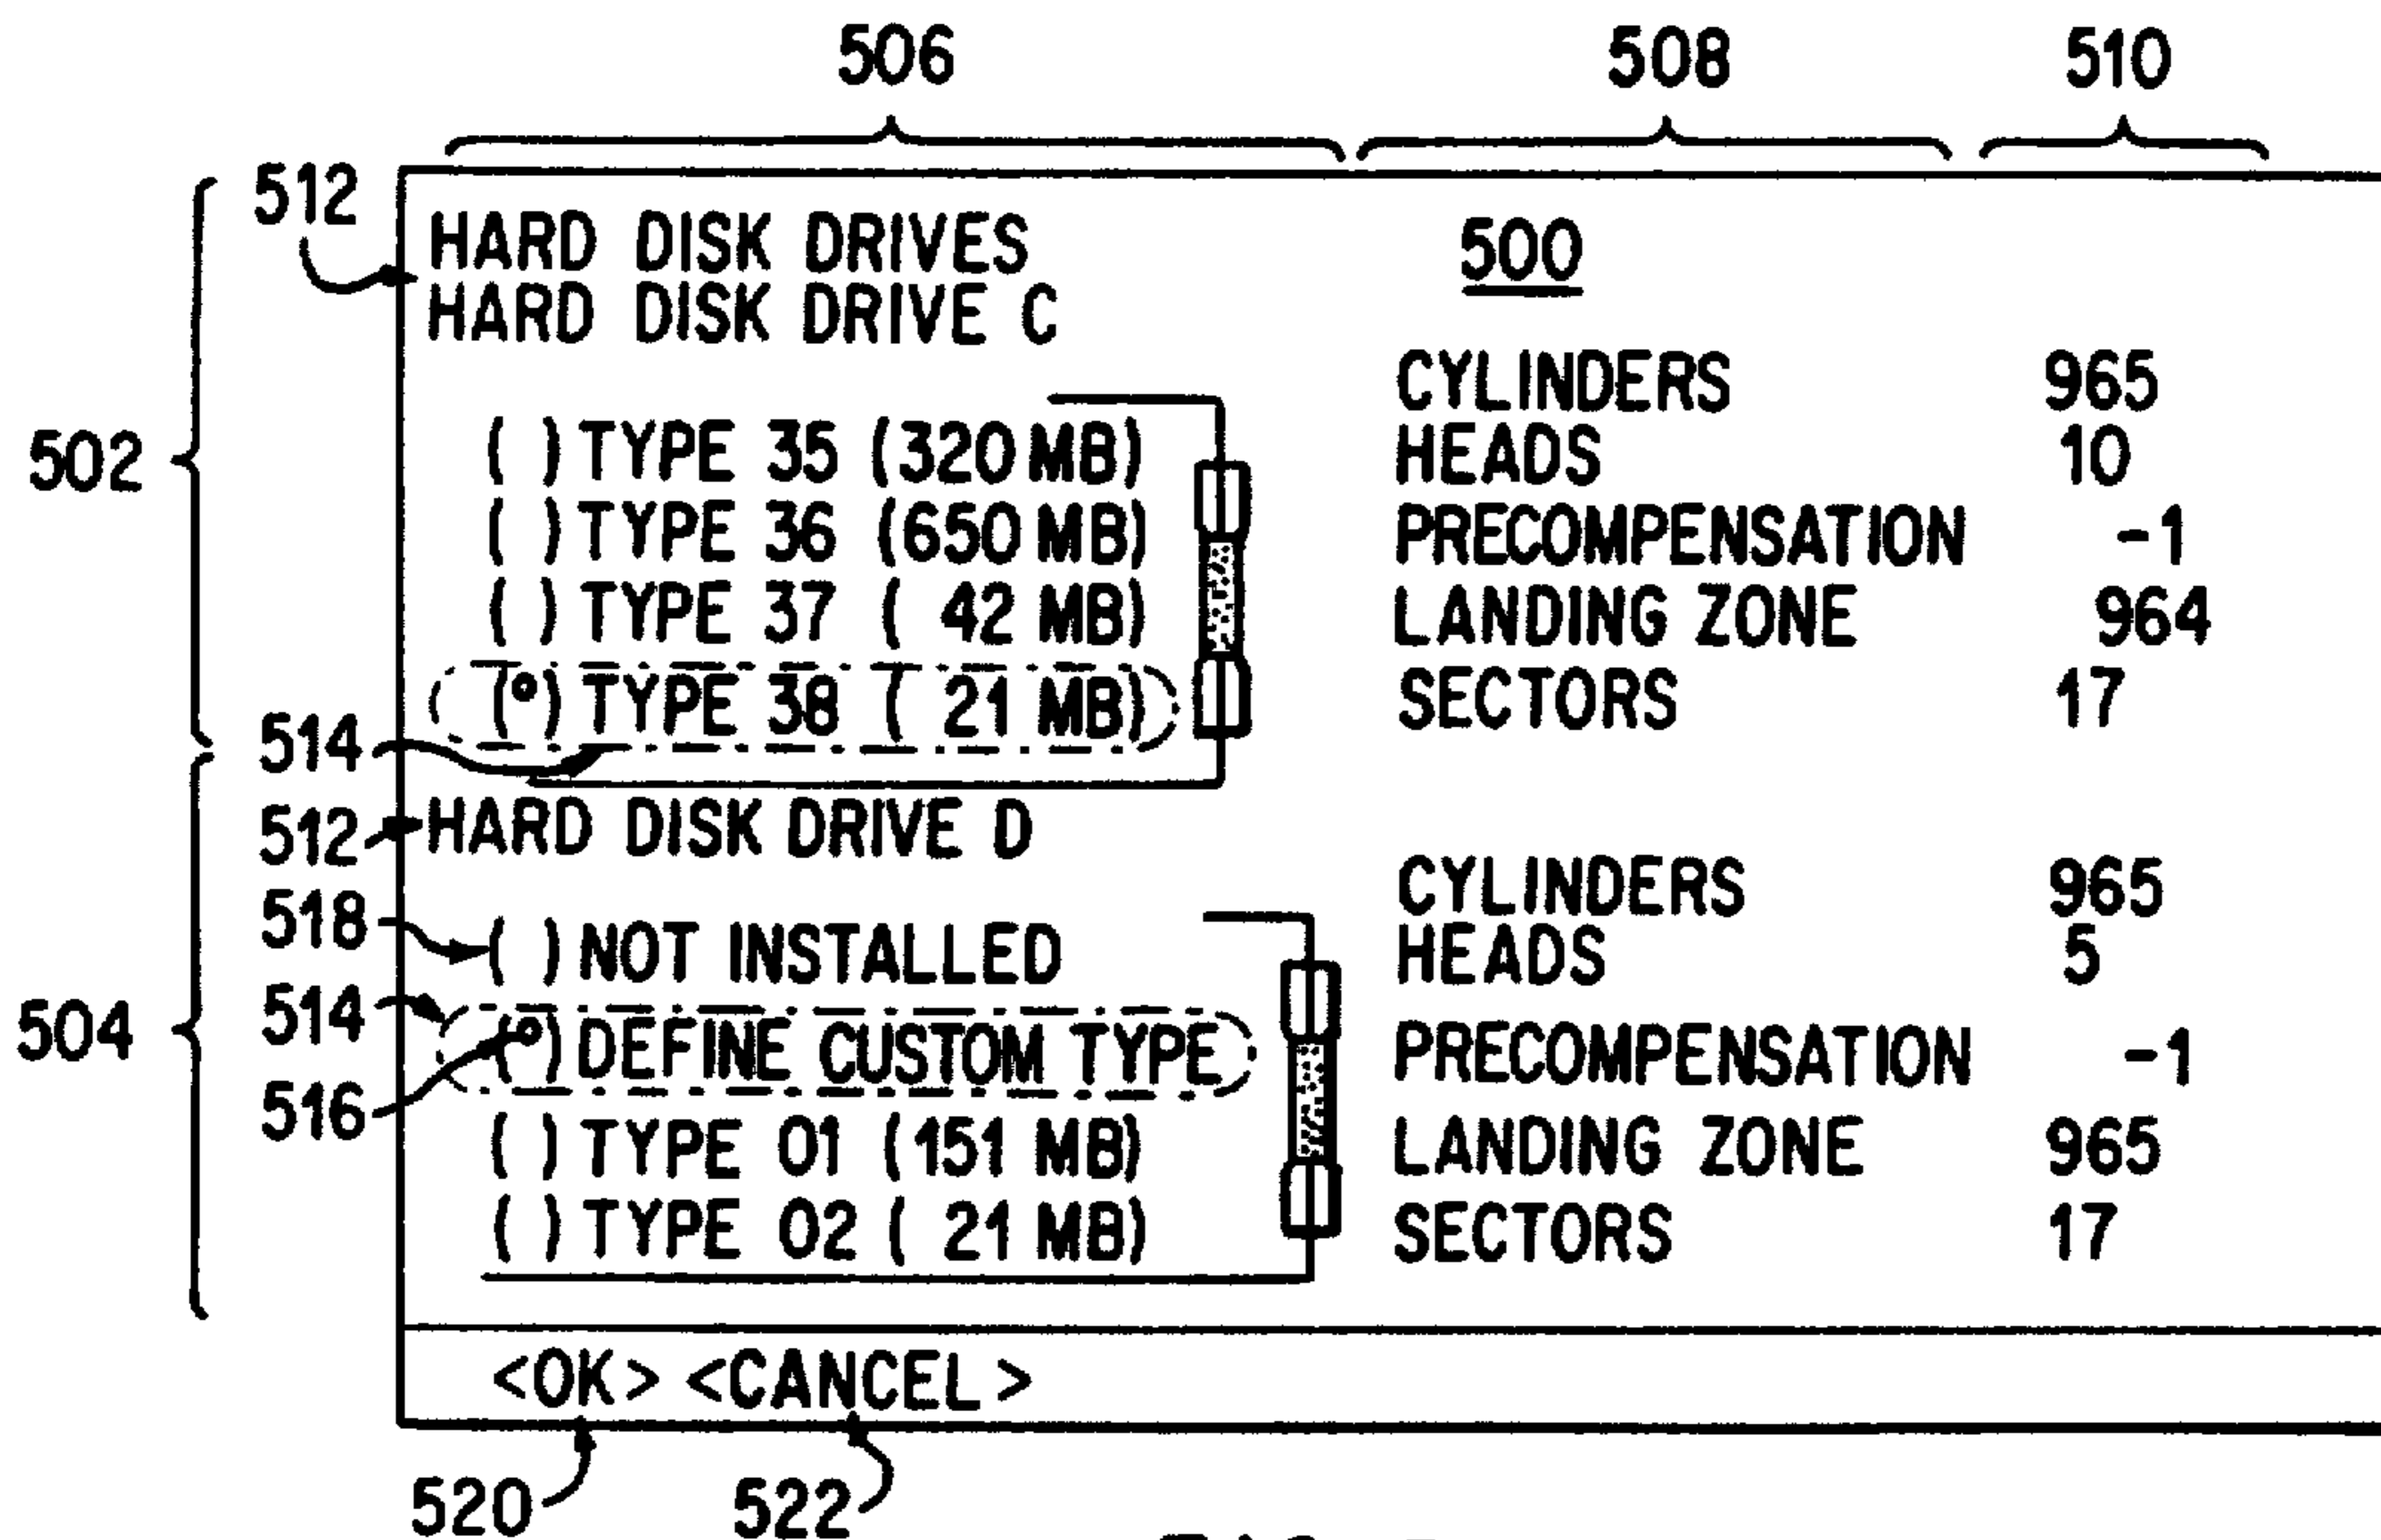 506 508 510
512
HARD DISK DRIVES
500
HARD DISK DRIVE C
CYLINDERS 965
502
( ) TYPE 35 (320 MB) HEADS 10
( ) TYPE 36 (650 MB) PRECOMPENSATION -1
( ) TYPE 37 ( 42 MB) LANDING ZONE 964
(°) TYPE 38 ( 21 MB) SECTORS 17
514
512 HARD DISK DRIVE D
CYLINDERS 965
518 ( ) NOT INSTALLED HEADS 5
504 514 (°) DEFINE CUSTOM TYPE PRECOMPENSATION -1
516
( ) TYPE 01 (151 MB) LANDING ZONE 965
( ) TYPE 02 ( 21 MB) SECTORS 17
<OK> <CANCEL>
520 522